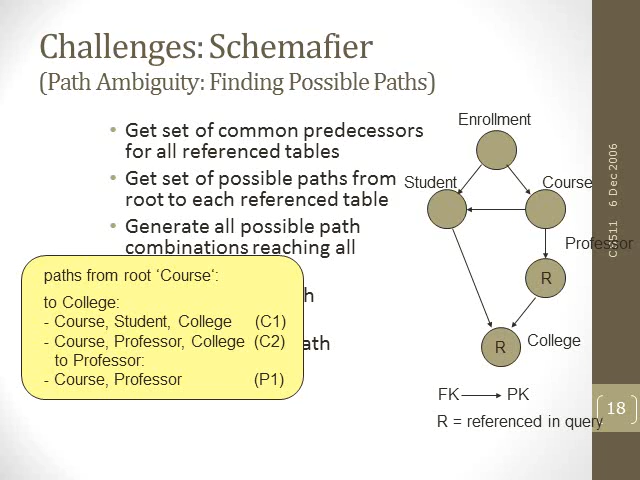 Challenges: Schemafier
(Path Ambiguity: Finding Possible Paths)
• Get set of common predecessors
for all referenced tables
• Get set of possible paths from
root to each referenced table
• Generate all possible path
combinations reaching all
ath
paths from root ‘Course‘:
to College:
- Course, Student, College (C1)
- Course, Professor, College (C2)
to Professor:
- Course, Professor (P1)
Enrollment
Student
Course
Professor
R
College
R
FK PK
R = referenced in query
6 Dec 2006
18